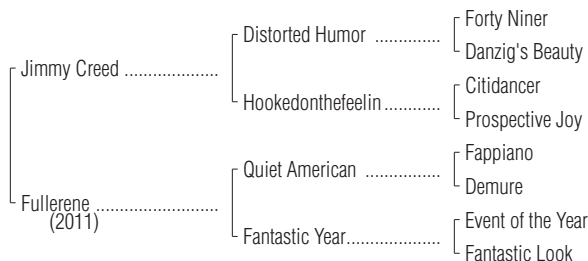 Forty Niner
Distorted Humor ..............
Danzig's Beauty
Jimmy Creed ....................
Citidancer
Hookedonthefeelin ............
Prospective Joy
Fappiano
Quiet American ................
Demure
Fullerene ..........................
(2011)
Event of the Year
Fantastic Year....................
Fantastic Look